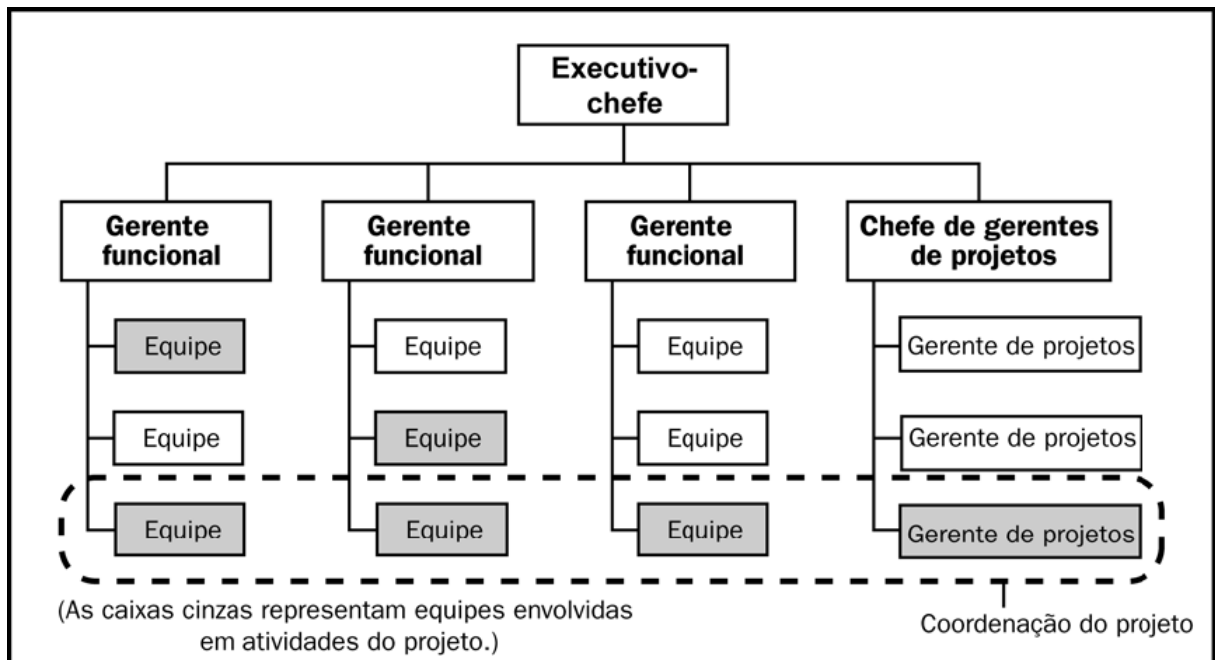 Executivo-
chefe
Gerente
funcional
Gerente
funcional
Gerente
funcional
Chefe de gerentes
de projetos
Equipe
Equipe
Equipe
Gerente de projetos
Equipe
Equipe
Equipe
Gerente de projetos
Equipe
Equipe
Equipe
Gerente de projetos
(As caixas cinzas representam equipes envolvidas
em atividades do projeto.)
Coordenação do projeto